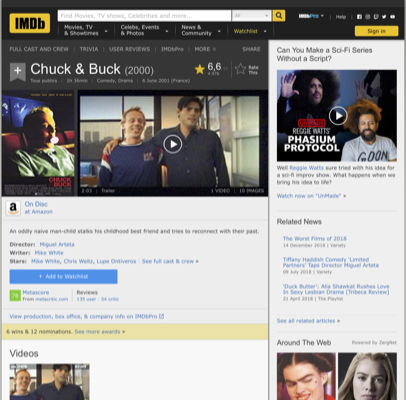 IMDb
Find Movies, TV shows, Celebrities and more...
All
IMDbPro
Help
Movies, TV
& Showtimes
Celebs, Events
& Photos
News &
Community
Watchlist
Sign in
FULL CAST AND CREW | TRIVIA | USER REVIEWS | IMDbPro | MORE
SHARE
Chuck & Buck (2000)
Tous publics | 1h 36min | Comedy, Drama | 6 June 2001 (France)
6,6
Rate
This
CHUCK
BUCK
2:03 | Trailer
1 VIDEO | 10 IMAGES
On Disc
at Amazon
An oddly naive man-child stalks his childhood best friend and tries to reconnect with their past.
Director: Miguel Arteta
Writer: Mike White
Stars: Mike White, Chris Weitz, Lupe Ontiveros | See full cast & crew »
+ Add to Watchlist
Metascore
From metacritic.com
Reviews
135 user | 54 critic
View production, box office, & company info on IMDbPro
6 wins & 12 nominations. See more awards »
Videos
Can You Make a Sci-Fi Series
Without a Script?
REGGIE WATTS'
PHASIUM
PROTOCOL
Well Reggie Watts sure tried with his idea for
a sci-fi improv show. What happens when we
bring his idea to life?
Watch now on "UnMade" »
Related News
The Worst Films of 2018
14 December 2018 | Variety
Tiffany Haddish Comedy 'Limited
Partners' Taps Director Miguel Arteta
09 July 2018 | Variety
'Duck Butter': Alia Shawkat Rushes Love
In Sexy Lesbian Drama [Tribeca Review]
21 April 2018 | The Playlist
See all related articles »
Around The Web
Powered by ZergNet